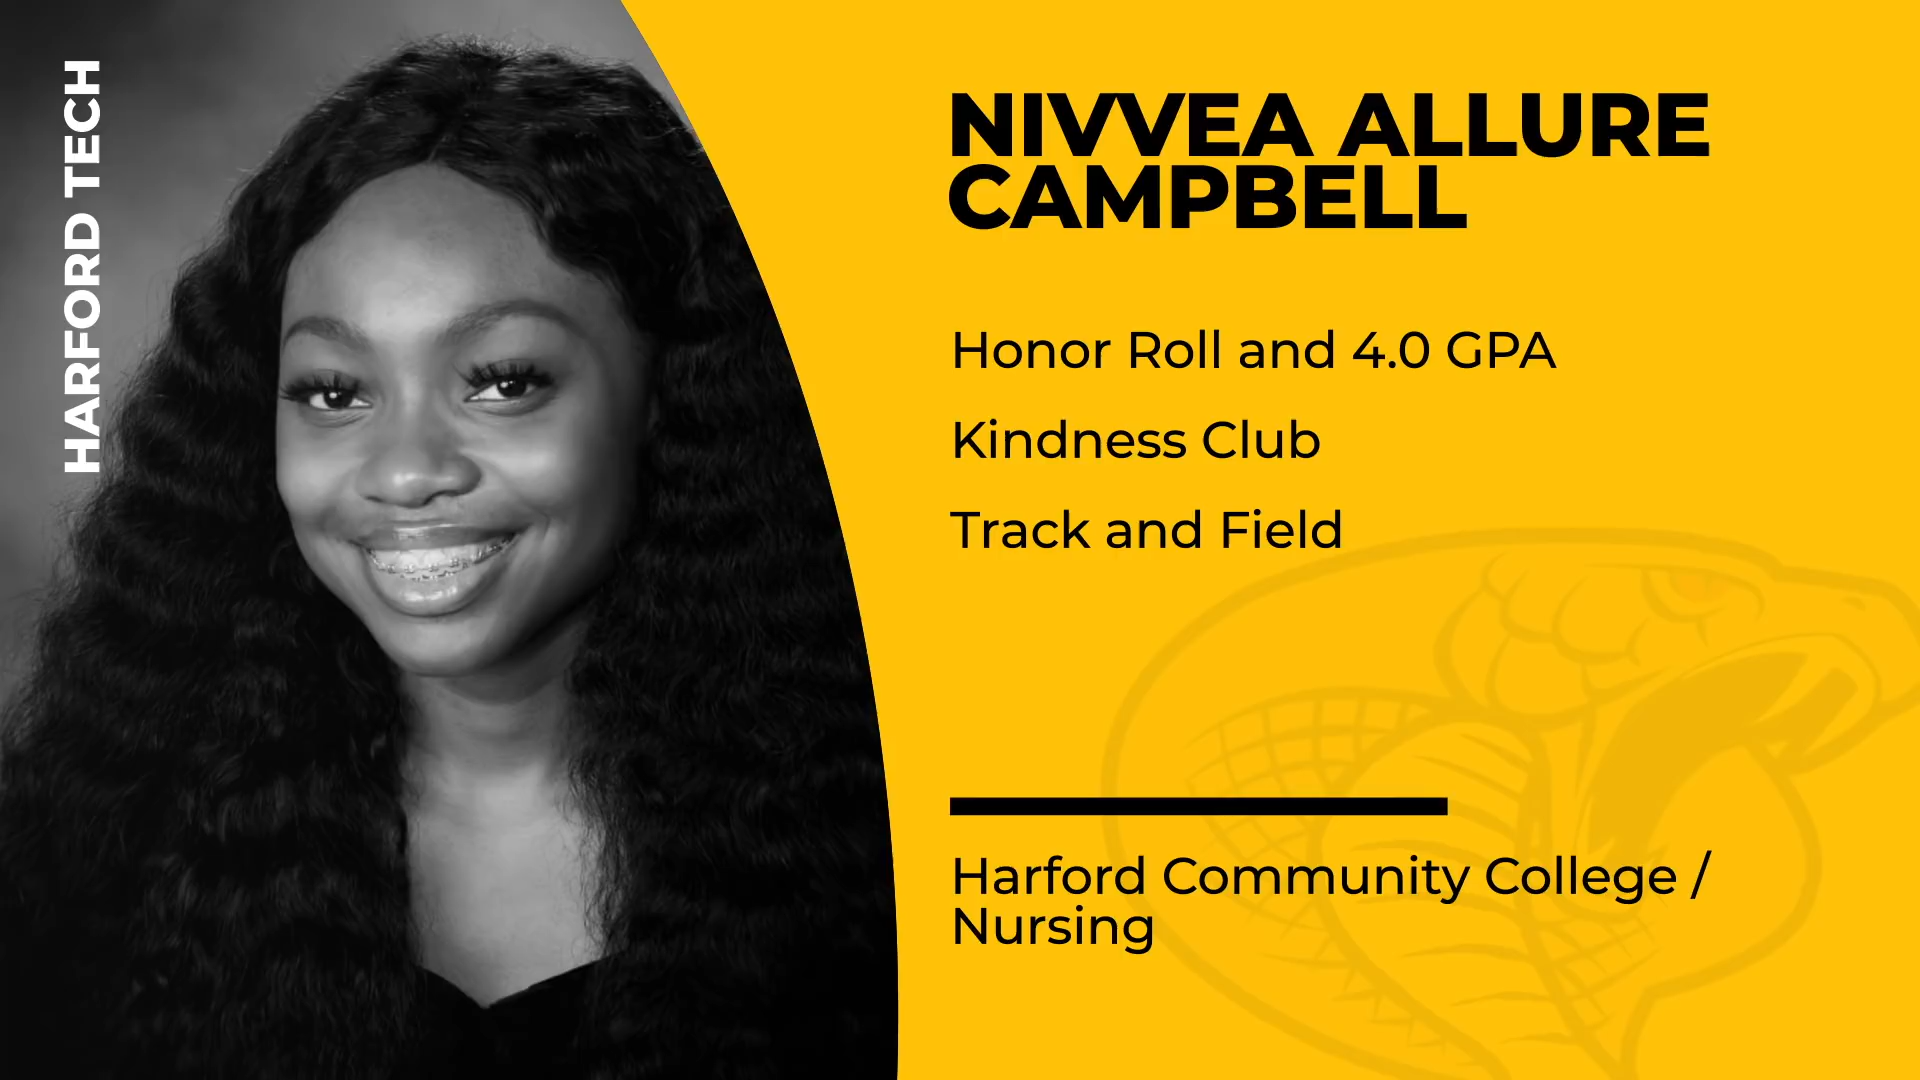 HARFORD TECH
NIVVEA ALLURE
CAMPBELL
Honor Roll and 4.0 GPA
Kindness Club
Track and Field
Harford Community College /
Nursing